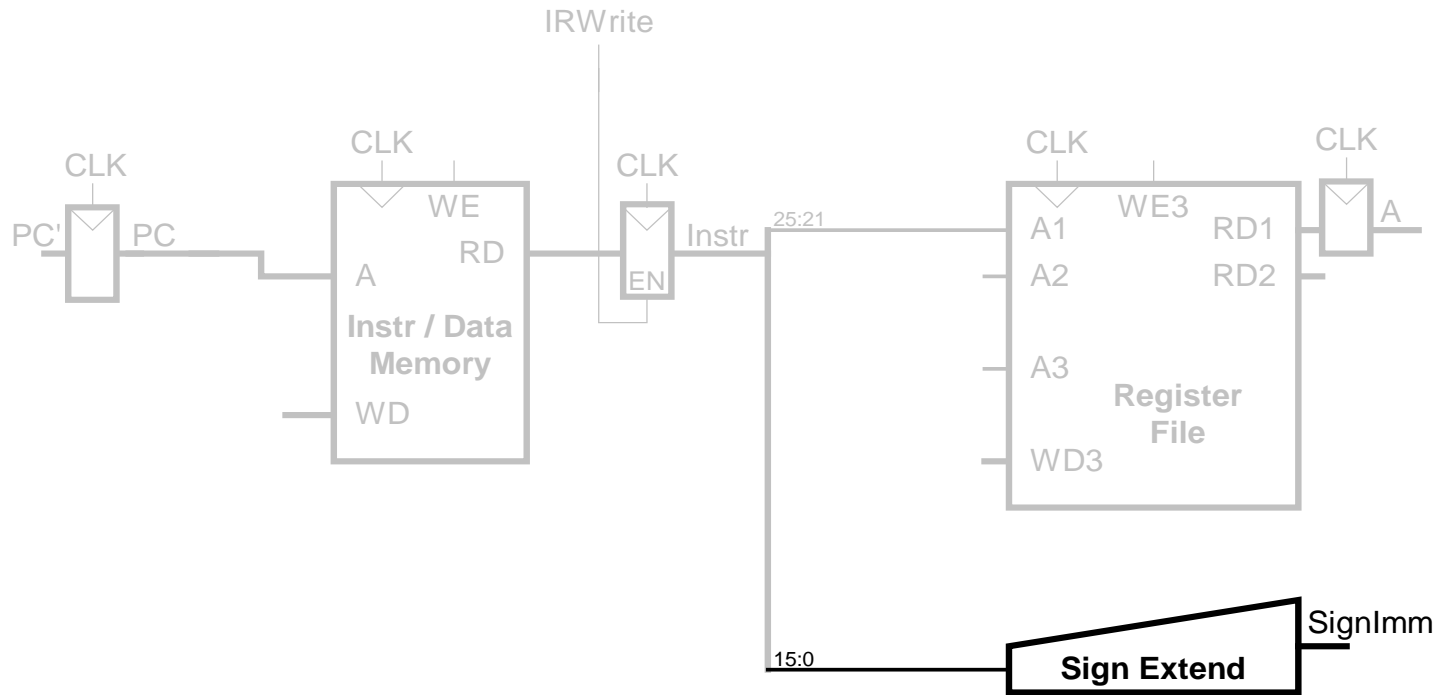 IRWrite
CLK
CLK
CLK
CLK
CLK
PC'
PC
WE
RD
A
Instr / Data
Memory
WD
EN
Instr
25:21
A1
WE3
RD1
A
A2
RD2
A3
Register
File
WD3
SignImm
15:0
Sign Extend